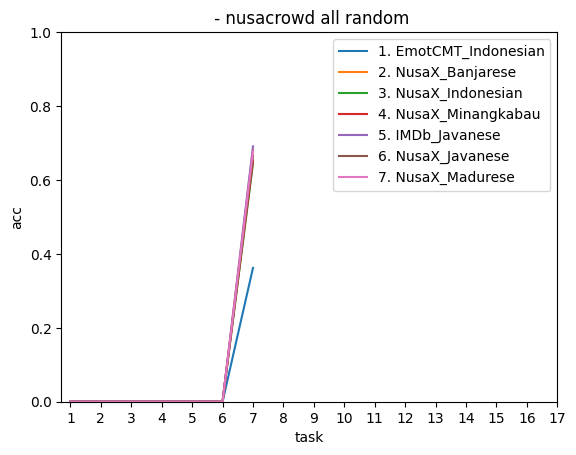 - nusacrowd all random
1.0
0.8
0.6
0.4
0.2
0.0
acc
1. EmotCMT_Indonesian
2. NusaX_Banjarese
3. NusaX_Indonesian
4. NusaX_Minangkabau
5. IMDb_Javanese
6. NusaX_Javanese
7. NusaX_Madurese
1 2 3 4 5 6 7 8 9 10 11 12 13 14 15 16 17
task